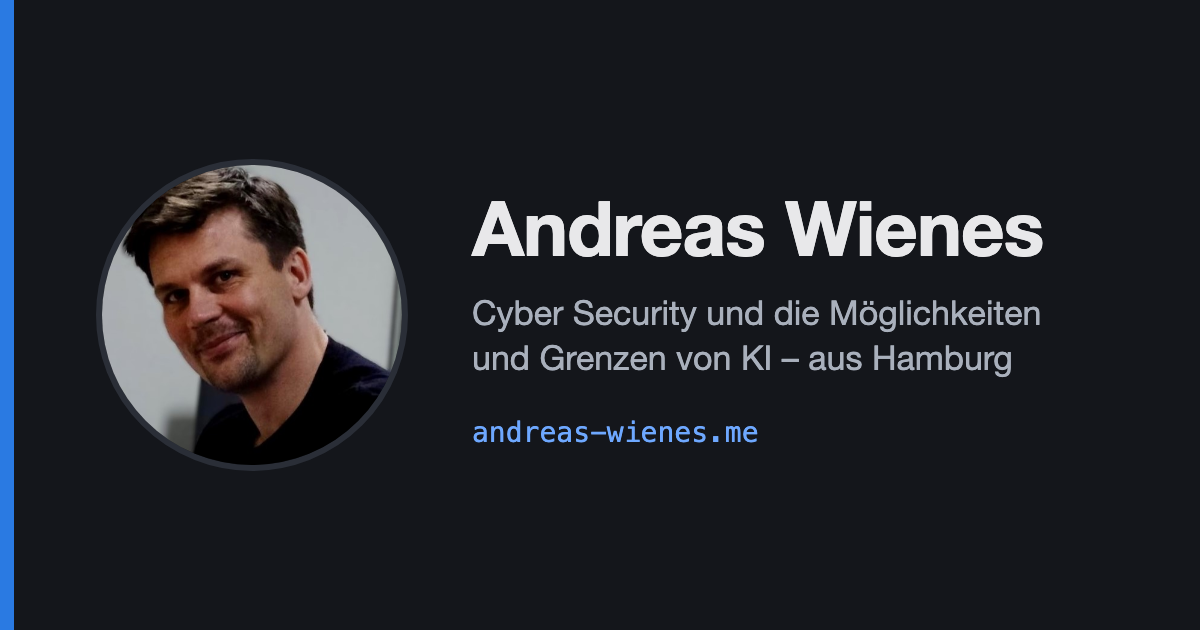 Andreas Wienes
Cyber Security und die Möglichkeiten
und Grenzen von KI – aus Hamburg
andreas-wienes.me